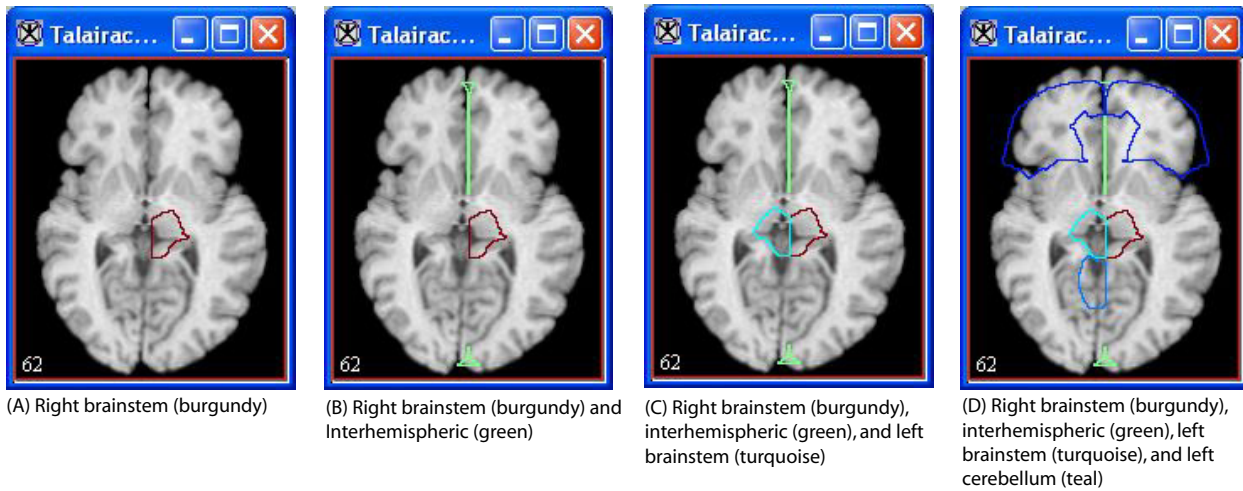 Talairac...
62
(A) Right brainstem (burgundy)
Talairac...
62
(B) Right brainstem (burgundy) and
Interhemispheric (green)
Talairac...
62
(C) Right brainstem (burgundy),
interhemispheric (green), and left
brainstem (turquoise)
Talairac...
62
(D) Right brainstem (burgundy),
interhemispheric (green), left
brainstem (turquoise), and left
cerebellum (teal)